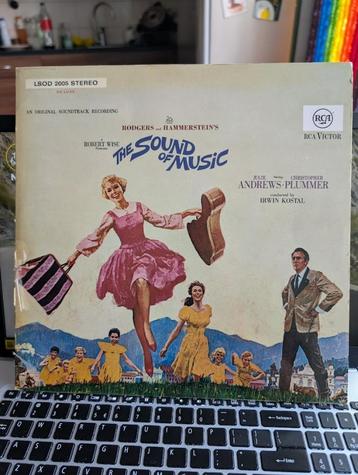 LSOD 2005 STEREO
AN ORIGINAL SOUNDTRACK RECORDING
RODGERS AND HAMMERSTEIN'S
ROBERT WISE
THE SOUND
OF MUSIC
RCA
RCA VICTOR
JULIE CHRISTOPHER
ANDREWS · PLUMMER
conducted by
IRWIN KOSTAL